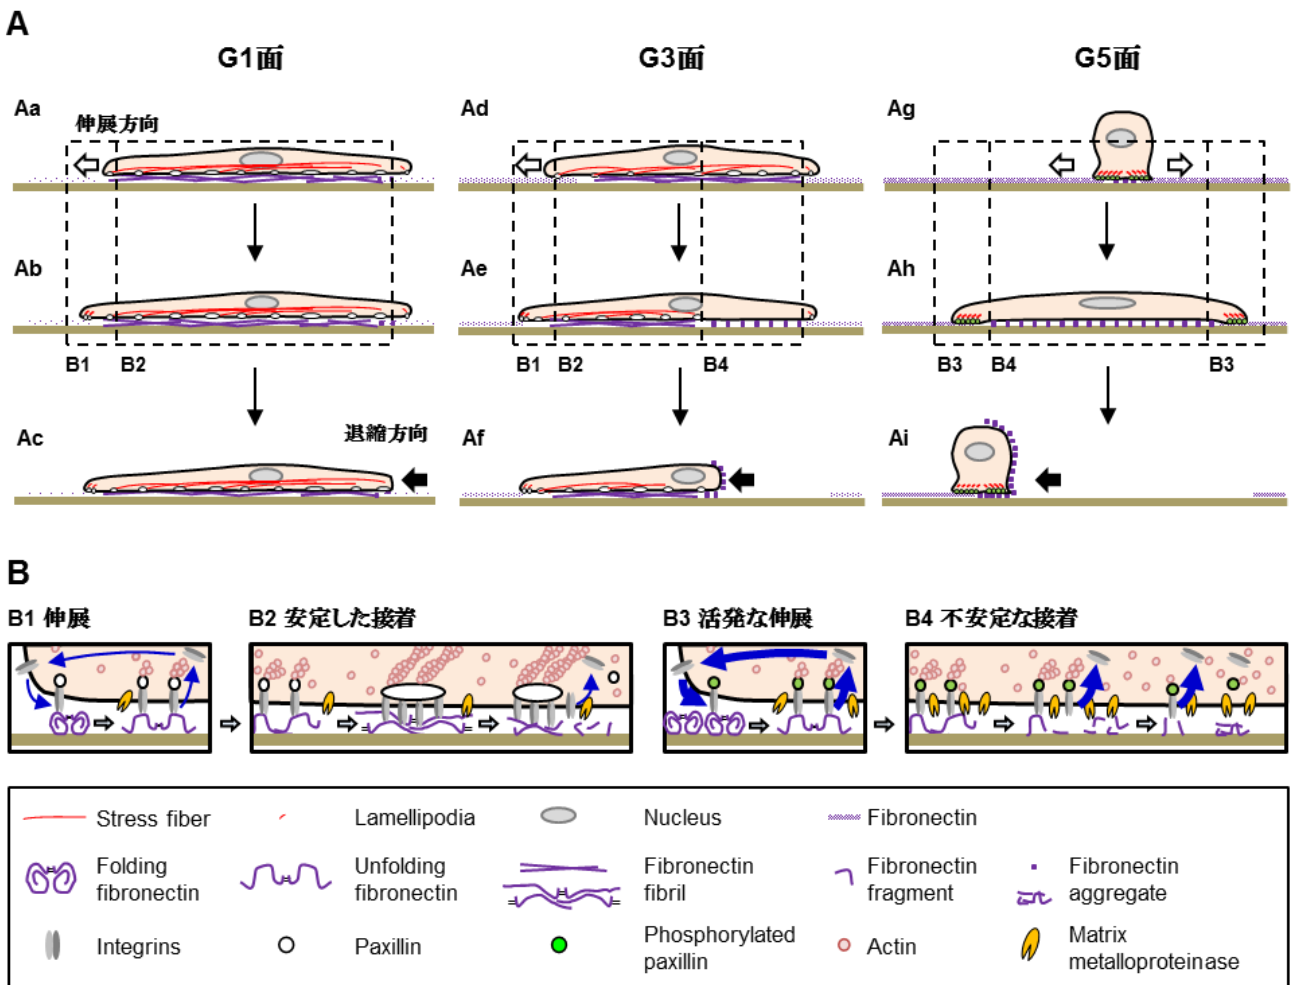 A
G1面
G3面
G5面
Aa
伸展方向
Ad
Ag
Ab
Ae
Ah
B1
B2
B1
B2
B4
B3
B4
B3
Ac
退縮方向
Af
Ai
B
B1 伸展
B2 安定した接着
B3 活発な伸展
B4 不安定な接着
Stress fiber
Lamellipodia
Nucleus
Fibronectin
Folding
fibronectin
Unfolding
fibronectin
Fibronectin
fibril
Fibronectin
fragment
Fibronectin
aggregate
Integrins
Paxillin
Phosphorylated
paxillin
Actin
Matrix
metalloproteinase